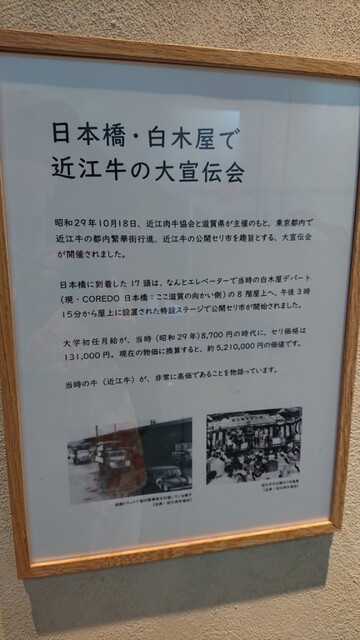 日本橋・白木屋で
近江牛の大宣伝会
昭和29年10月18日、近江肉牛協会と滋賀県が主催のもと、東京都内で
近江牛の都内繁華街行進、近江牛の公開セリ市を趣旨とする、大宣伝会
が開催されました。
日本橋に到着した17頭は、なんとエレベーターで当時の白木屋デパート
(現・COREDO 日本橋:ここ滋賀の向かい側)の8階屋上へ、午後3時
15分から屋上に設置された特設ステージで公開セリ市が開始されました。
大学初任月給が、当時(昭和29年)8,700円の時代に、セリ価格は
131,000円。現在の物価に換算すると、約5,210,000円の価値です。
当時の牛(近江牛)が、非常に高価であることを物語っています。